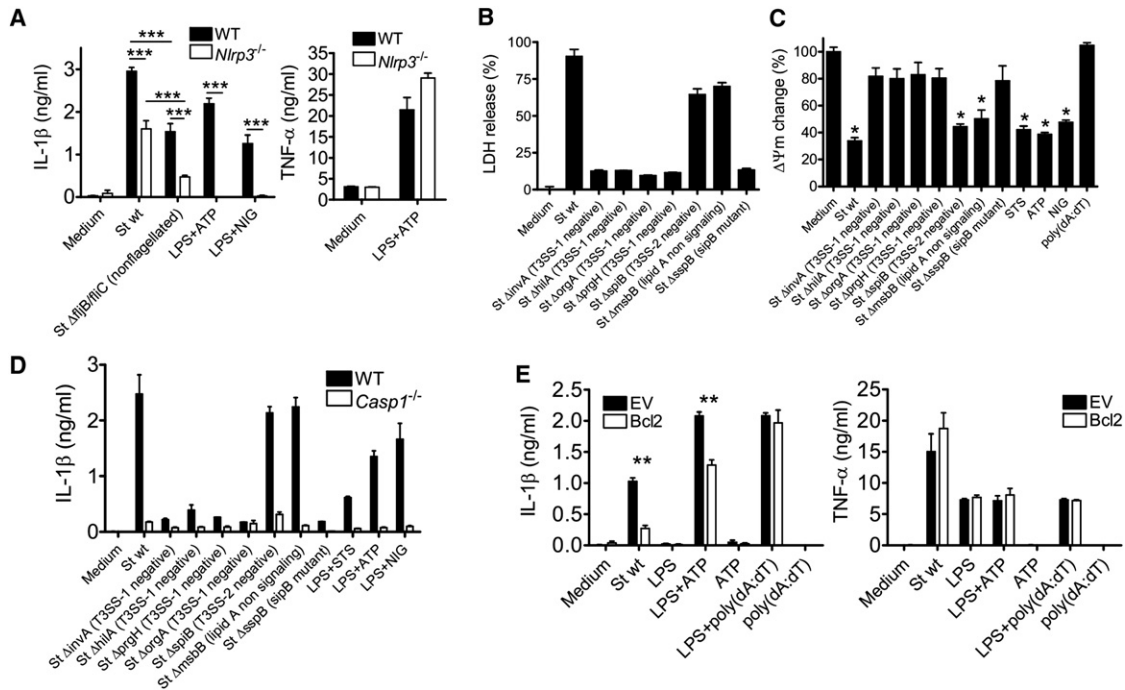 A
IL-1β (ng/ml)
3
2
1
0
WT
Nlrp3-/-
***
***
***
***
***
***
Medium
St wt
St ΔfljB/fliC (nonflagellated)
LPS+ATP
LPS+NIG
TNF-α (ng/ml)
35
30
25
20
15
10
5
0
WT
Nlrp3-/-
Medium
LPS+ATP
B
LDH release (%)
100
75
50
25
0
Medium
St wt
St ΔinvA (T3SS-1 negative)
St ΔhilA (T3SS-1 negative)
St ΔorgA (T3SS-1 negative)
St ΔprgH (T3SS-1 negative)
St ΔspiB (T3SS-2 negative)
St ΔmsbB (lipid A non signaling)
St ΔsspB (sipB mutant)
C
ΔΨm change (%)
100
80
60
40
20
0
*
*
*
*
*
*
Medium
St wt
St ΔinvA (T3SS-1 negative)
St ΔhilA (T3SS-1 negative)
St ΔorgA (T3SS-1 negative)
St ΔprgH (T3SS-1 negative)
St ΔspiB (T3SS-2 negative)
St ΔmsbB (lipid A non signaling)
St ΔsspB (sipB mutant)
STS
ATP
NIG
poly(dA:dT)
D
IL-1β (ng/ml)
3
2
1
0
WT
Casp1-/-
Medium
St wt
St ΔinvA (T3SS-1 negative)
St ΔhilA (T3SS-1 negative)
St ΔprgH (T3SS-1 negative)
St ΔorgA (T3SS-1 negative)
St ΔspiB (T3SS-2 negative)
St ΔmsbB (lipid A non signaling)
St ΔsspB (sipB mutant)
LPS+STS
LPS+ATP
LPS+NIG
E
IL-1β (ng/ml)
2.5
2.0
1.5
1.0
0.5
0.0
EV
Bcl2
**
**
Medium
St wt
LPS
LPS+ATP
ATP
LPS+poly(dA:dT)
poly(dA:dT)
TNF-α (ng/ml)
25
20
15
10
5
0
EV
Bcl2
Medium
St wt
LPS
LPS+ATP
ATP
LPS+poly(dA:dT)
poly(dA:dT)